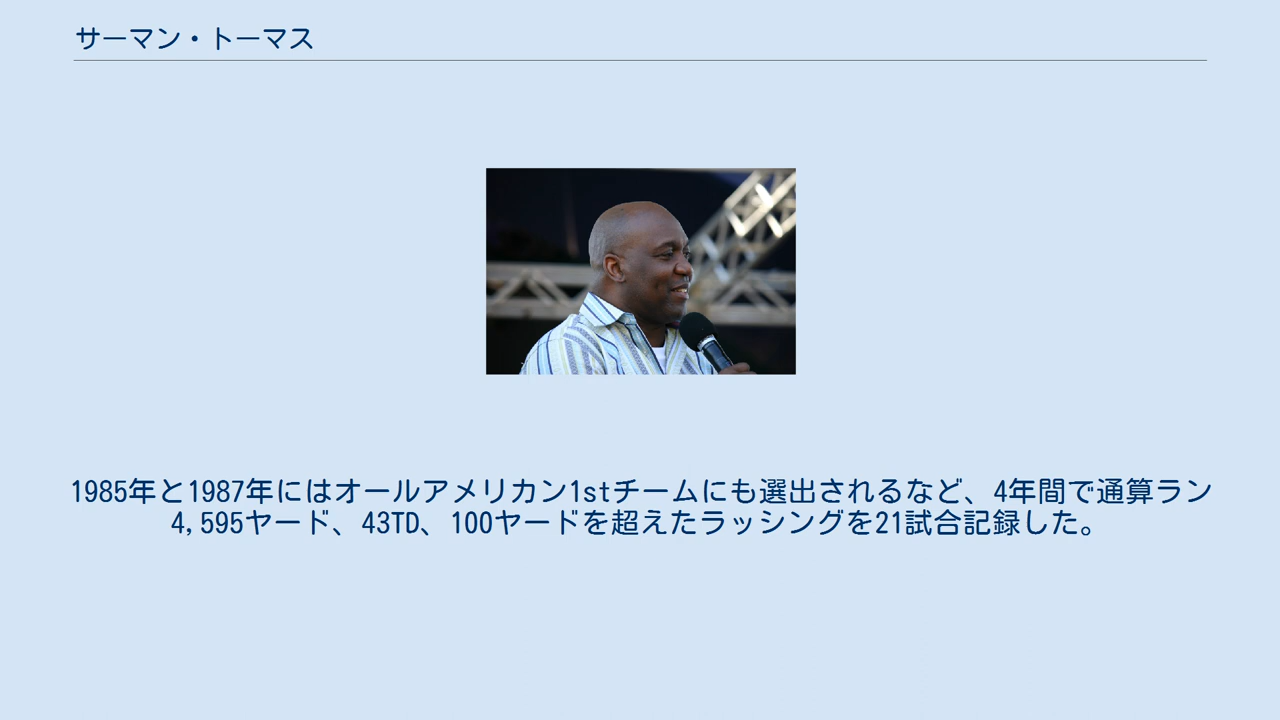 サーマン・トーマス
1985年と1987年にはオールアメリカン1stチームにも選出されるなど、4年間で通算ラン
4,595ヤード、43TD、100ヤードを超えたラッシングを21試合記録した。